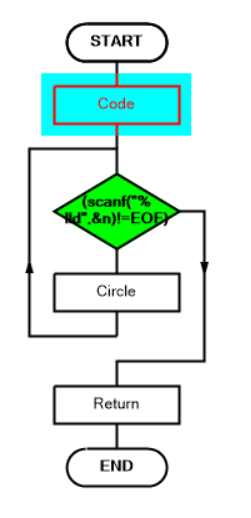 START
Code
(scanf("%
lld",&n)!=EOF)
Circle
Return
END